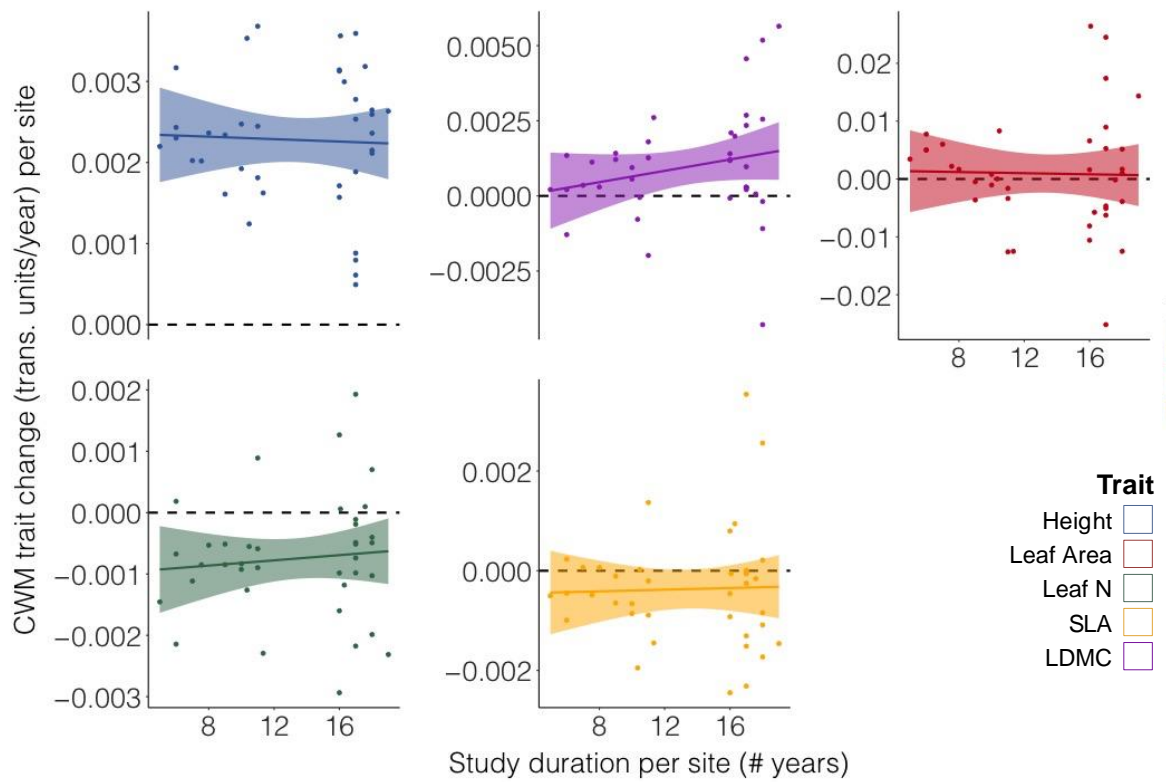 CWM trait change (trans. units/year) per site
0.003
0.002
0.001
0.000
0.0050
0.0025
0.0000
−0.0025
0.02
0.01
0.00
−0.01
−0.02
8 12 16
0.002
0.001
0.000
−0.001
−0.002
−0.003
8 12 16
0.002
0.000
−0.002
8 12 16
Study duration per site (# years)
Trait
Height
Leaf Area
Leaf N
SLA
LDMC